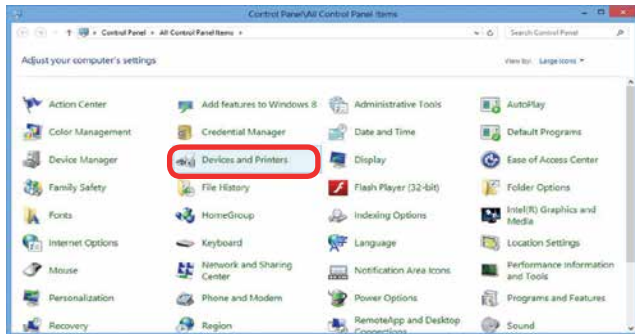 Control Panel\All Control Panel Items
Control Panel All Control Panel Items
Search Control Panel
Adjust your computer's settings
View by: Large icons
Action Center Add features to Windows 8 Administrative Tools AutoPlay
Color Management Credential Manager Date and Time Default Programs
Device Manager Devices and Printers Display Ease of Access Center
Family Safety File History Flash Player (32-bit) Folder Options
Fonts HomeGroup Indexing Options Intel(R) Graphics and
Media
Internet Options Keyboard Language Location Settings
Mouse Network and Sharing
Center Notification Area Icons Performance Information
and Tools
Personalization Phone and Modem Power Options Programs and Features
Recovery Region RemoteApp and Desktop
Connections Sound